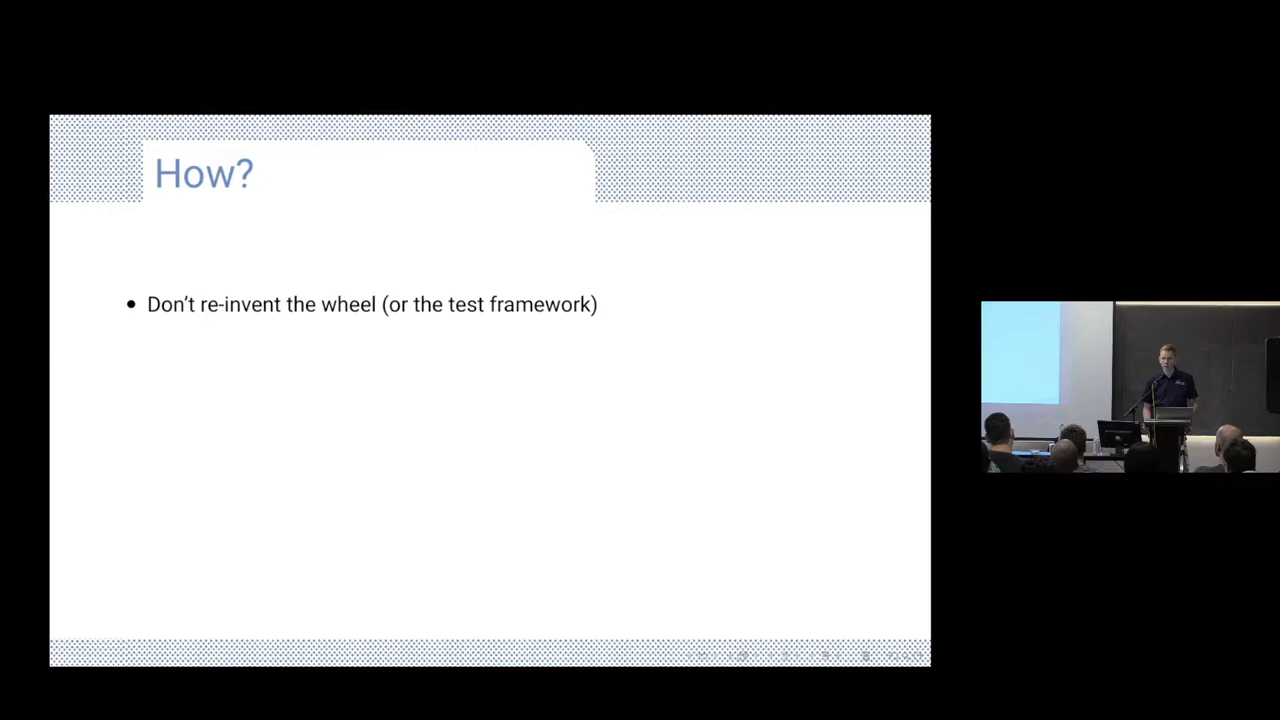 How?
• Don’t re-invent the wheel (or the test framework)